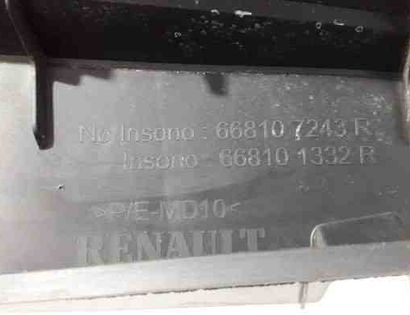 No Insono : 66810 7243 R
Insono : 66810 1332 R
>P/E-MD10<
RENAULT